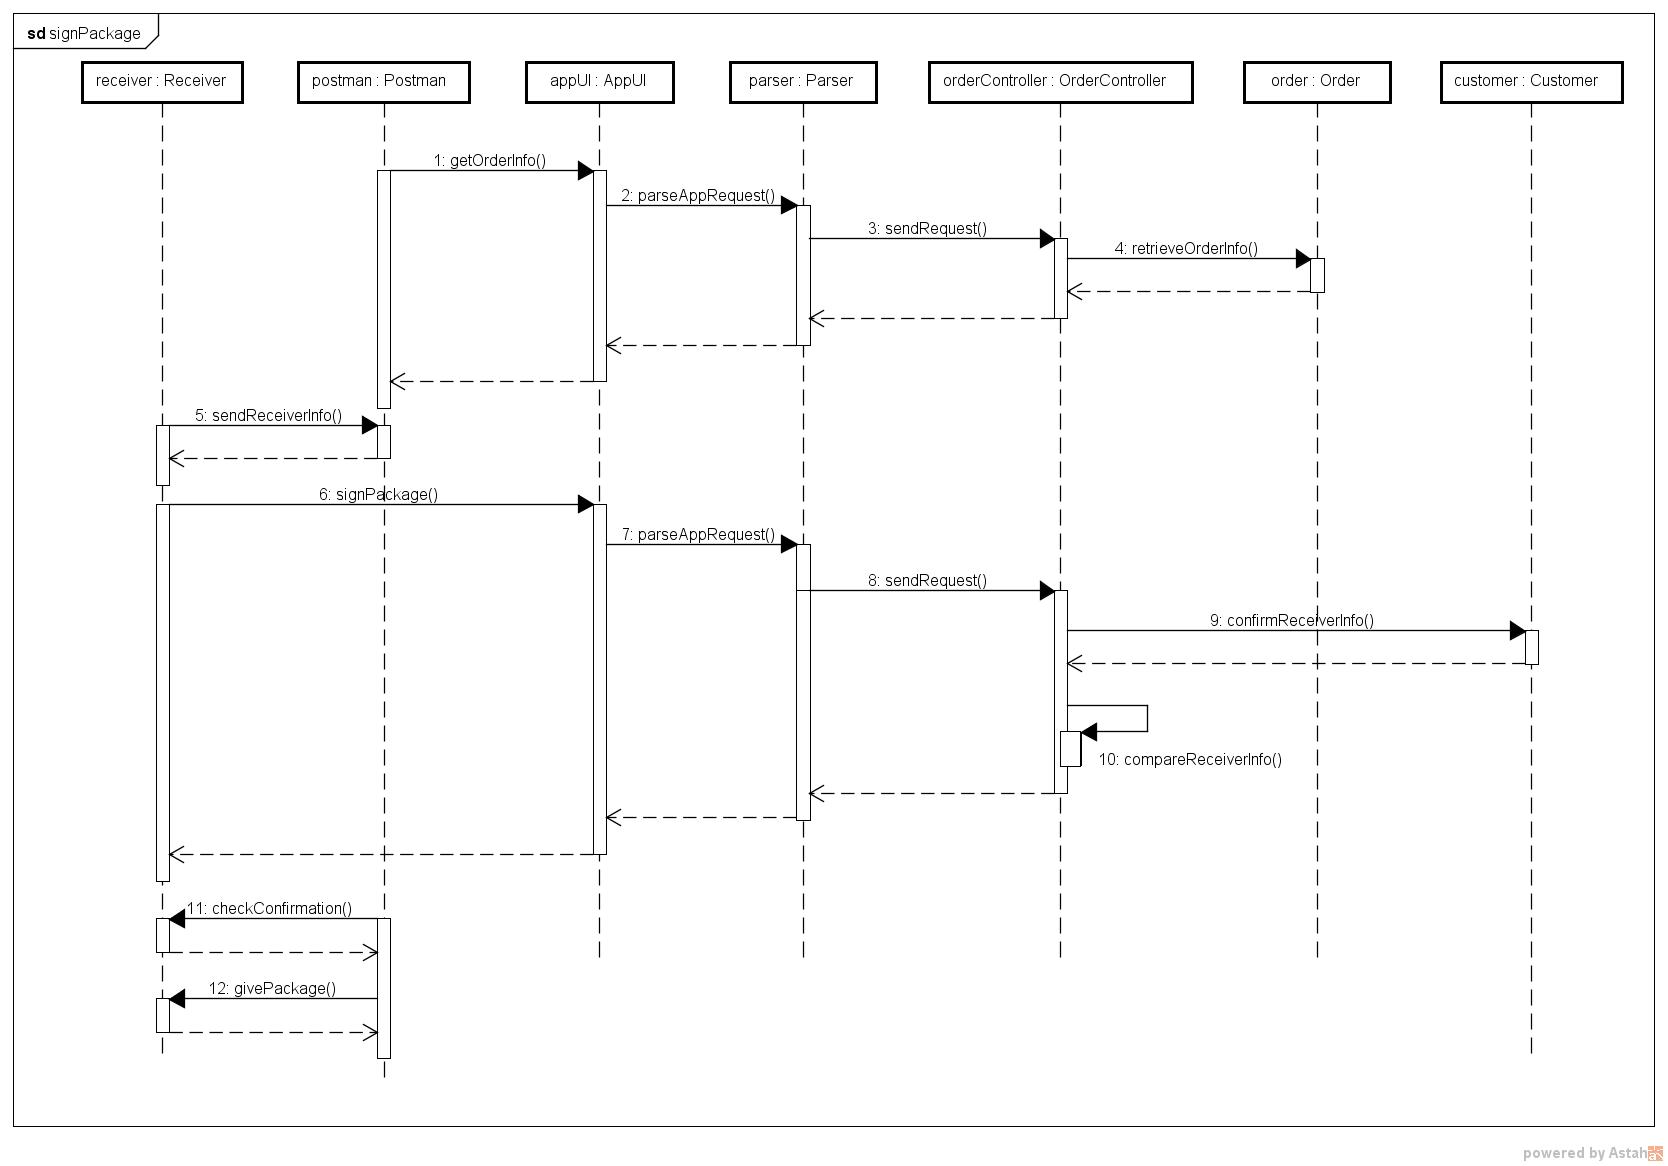 sd signPackage
receiver : Receiver
postman : Postman
appUI : AppUI
parser : Parser
orderController : OrderController
order : Order
customer : Customer
1: getOrderInfo()
2: parseAppRequest()
3: sendRequest()
4: retrieveOrderInfo()
5: sendReceiverInfo()
6: signPackage()
7: parseAppRequest()
8: sendRequest()
9: confirmReceiverInfo()
10: compareReceiverInfo()
11: checkConfirmation()
12: givePackage()
powered by Astah